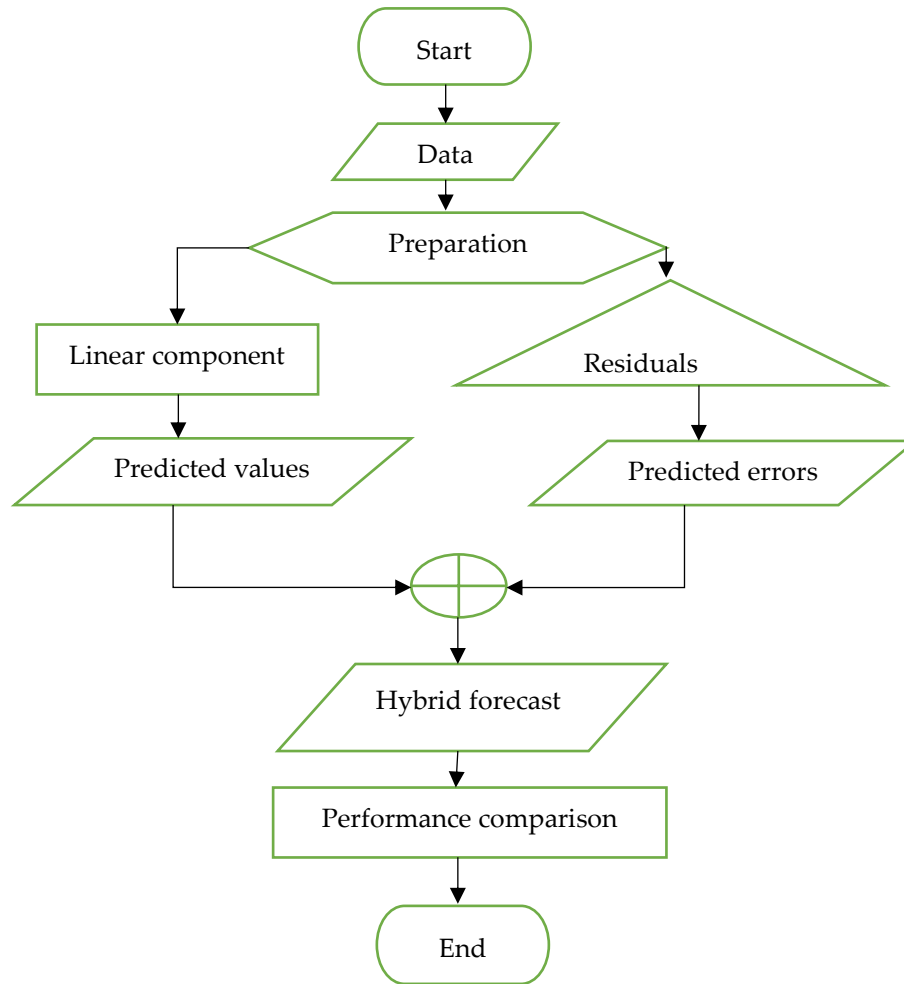 Start
Data
Preparation
Linear component
Residuals
Predicted values
Predicted errors
Hybrid forecast
Performance comparison
End